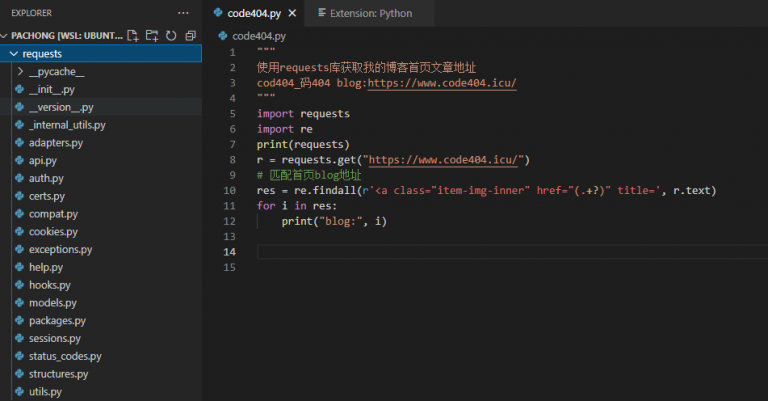 EXPLORER
PACHONG [WSL: UBUNT...
requests
__pycache__
__init__.py
__version__.py
_internal_utils.py
adapters.py
api.py
auth.py
certs.py
compat.py
cookies.py
exceptions.py
help.py
hooks.py
models.py
packages.py
sessions.py
status_codes.py
structures.py
utils.py
code404.py
Extension: Python
code404.py
1 """
2 使用requests库获取我的博客首页文章地址
3 cod404_码404 blog:https://www.code404.icu/
4 """
5 import requests
6 import re
7 print(requests)
8 r = requests.get("https://www.code404.icu/")
9 # 匹配首页blog地址
10 res = re.findall(r'<a class="item-img-inner" href="(.+?)" title=', r.text)
11 for i in res:
12 print("blog:", i)
13
14
15